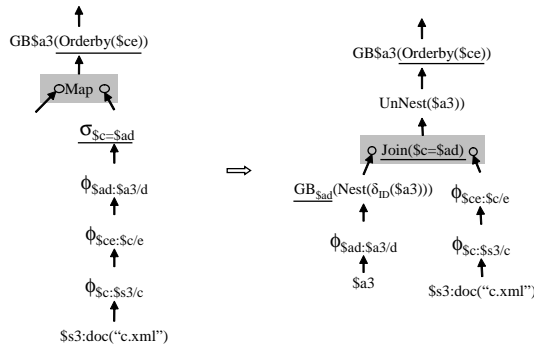 GB$a3(Orderby($ce))
Map
σ$c=$ad
ϕ$ad:$a3/d
ϕ$ce:$c/e
ϕ$c:$s3/c
$s3:doc(“c.xml”)
⇨
GB$a3(Orderby($ce))
UnNest($a3))
Join($c=$ad)
GB$ad(Nest(δID($a3)))
ϕ$ad:$a3/d
$a3
ϕ$ce:$c/e
ϕ$c:$s3/c
$s3:doc(“c.xml”)